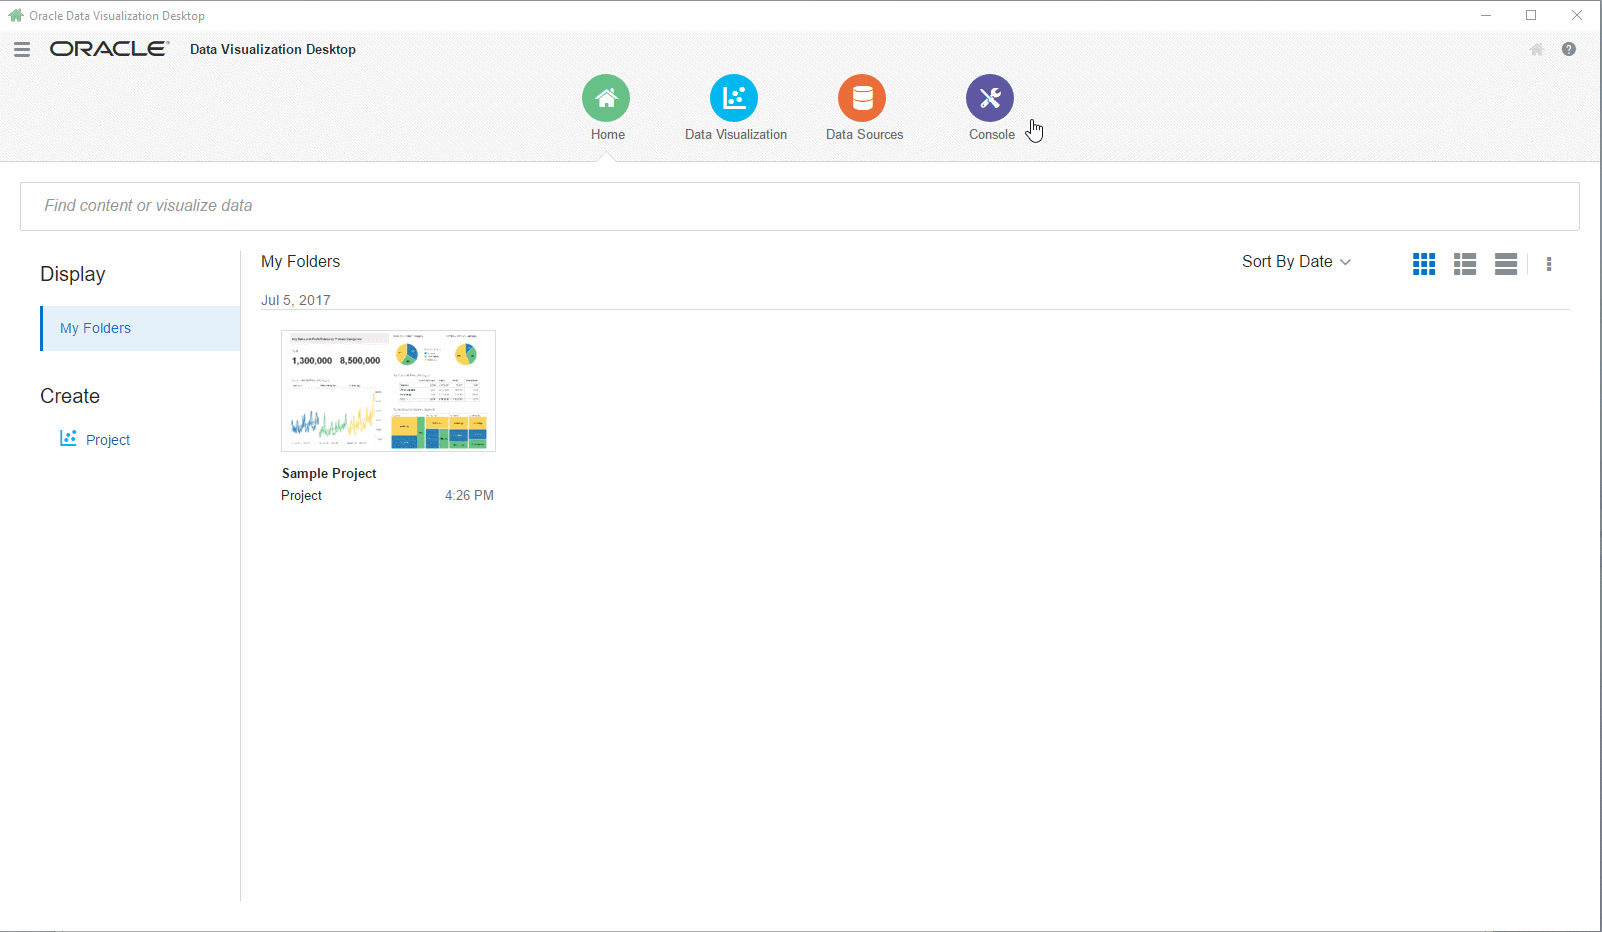 Oracle Data Visualization Desktop
ORACLE Data Visualization Desktop
Home Data Visualization Data Sources Console
Find content or visualize data
Display
My Folders
Create
Project
My Folders Sort By Date
Jul 5, 2017
1,300,000 8,500,000
Sample Project
Project 4:26 PM